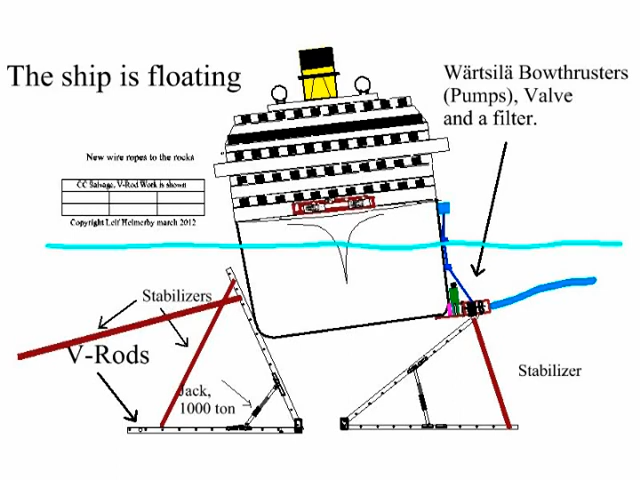 The ship is floating
Wärtsilä Bowthrusters
(Pumps), Valve
and a filter.
New wire ropes to the rocks
CC Salvage, V-Rod Work is shown
Copyright Leif Helmerby march 2012
Stabilizers
V-Rods
Jack,
1000 ton
Stabilizer